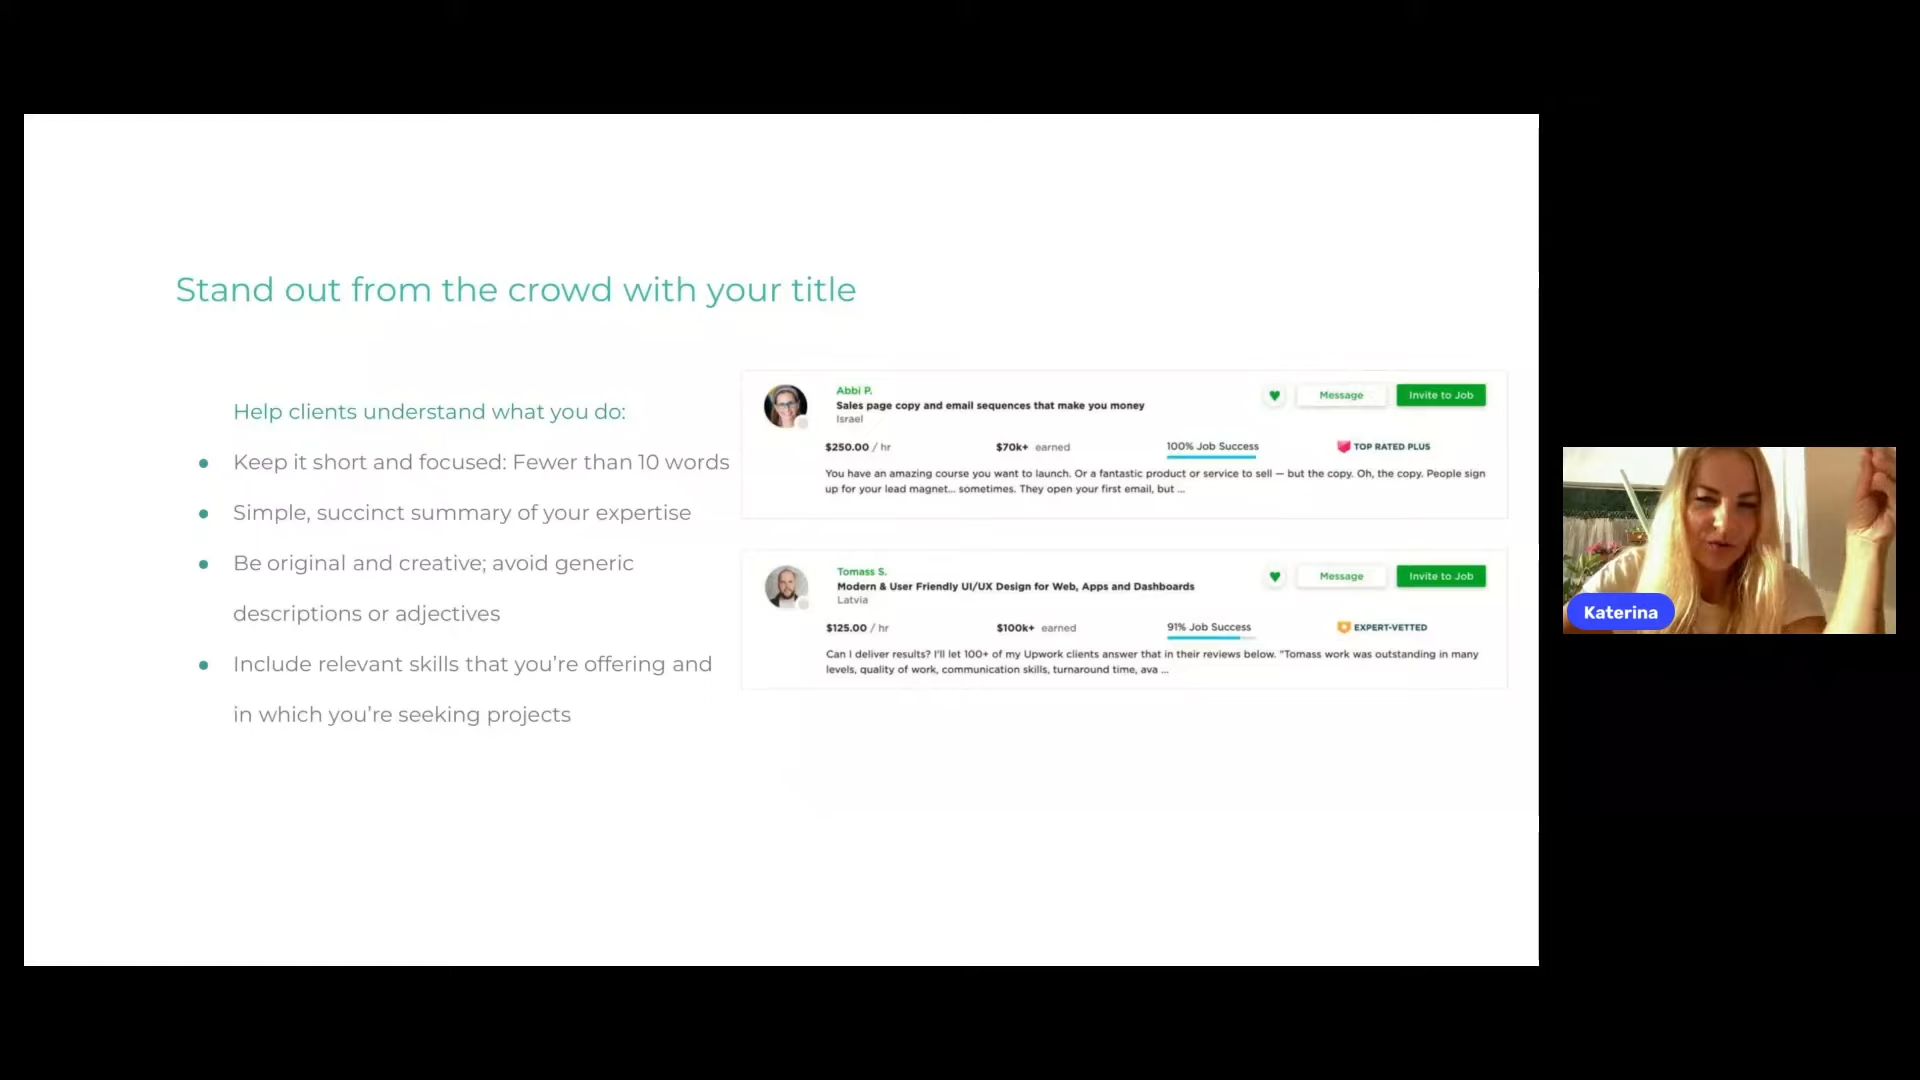 Stand out from the crowd with your title
Help clients understand what you do:
● Keep it short and focused: Fewer than 10 words
● Simple, succinct summary of your expertise
● Be original and creative; avoid generic
descriptions or adjectives
● Include relevant skills that you’re offering and
in which you’re seeking projects
Abbi P.
Sales page copy and email sequences that make you money
Israel
Message
Invite to Job
$250.00 / hr
$70k+ earned
100% Job Success
TOP RATED PLUS
You have an amazing course you want to launch. Or a fantastic product or service to sell — but the copy. Oh, the copy. People sign
up for your lead magnet... sometimes. They open your first email, but ...
Tomass S.
Modern & User Friendly UI/UX Design for Web, Apps and Dashboards
Latvia
Message
Invite to Job
$125.00 / hr
$100k+ earned
91% Job Success
EXPERT-VETTED
Can I deliver results? I'll let 100+ of my Upwork clients answer that in their reviews below. "Tomass work was outstanding in many
levels, quality of work, communication skills, turnaround time, ava ...
Katerina